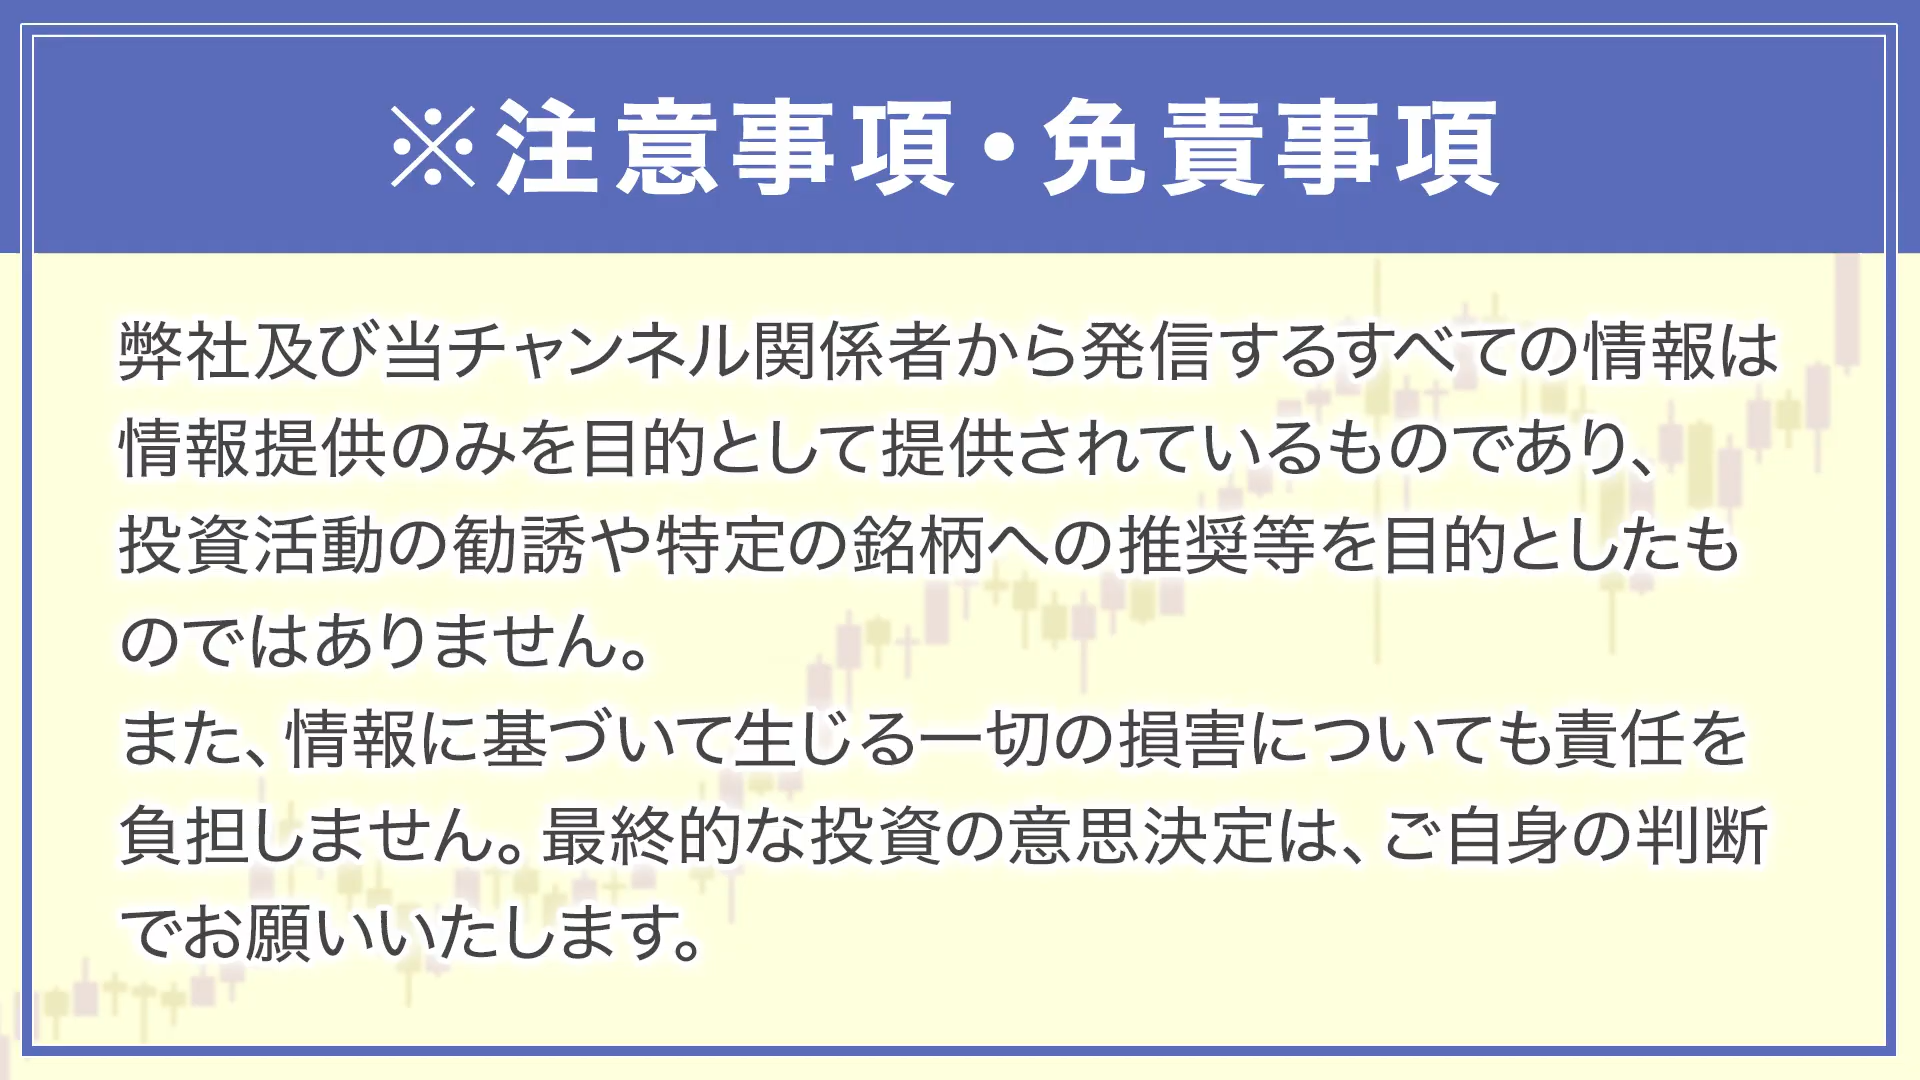 ※注意事項・免責事項
弊社及び当チャンネル関係者から発信するすべての情報は
情報提供のみを目的として提供されているものであり、
投資活動の勧誘や特定の銘柄への推奨等を目的としたも
のではありません。
また、情報に基づいて生じる一切の損害についても責任を
負担しません。最終的な投資の意思決定は、ご自身の判断
でお願いいたします。